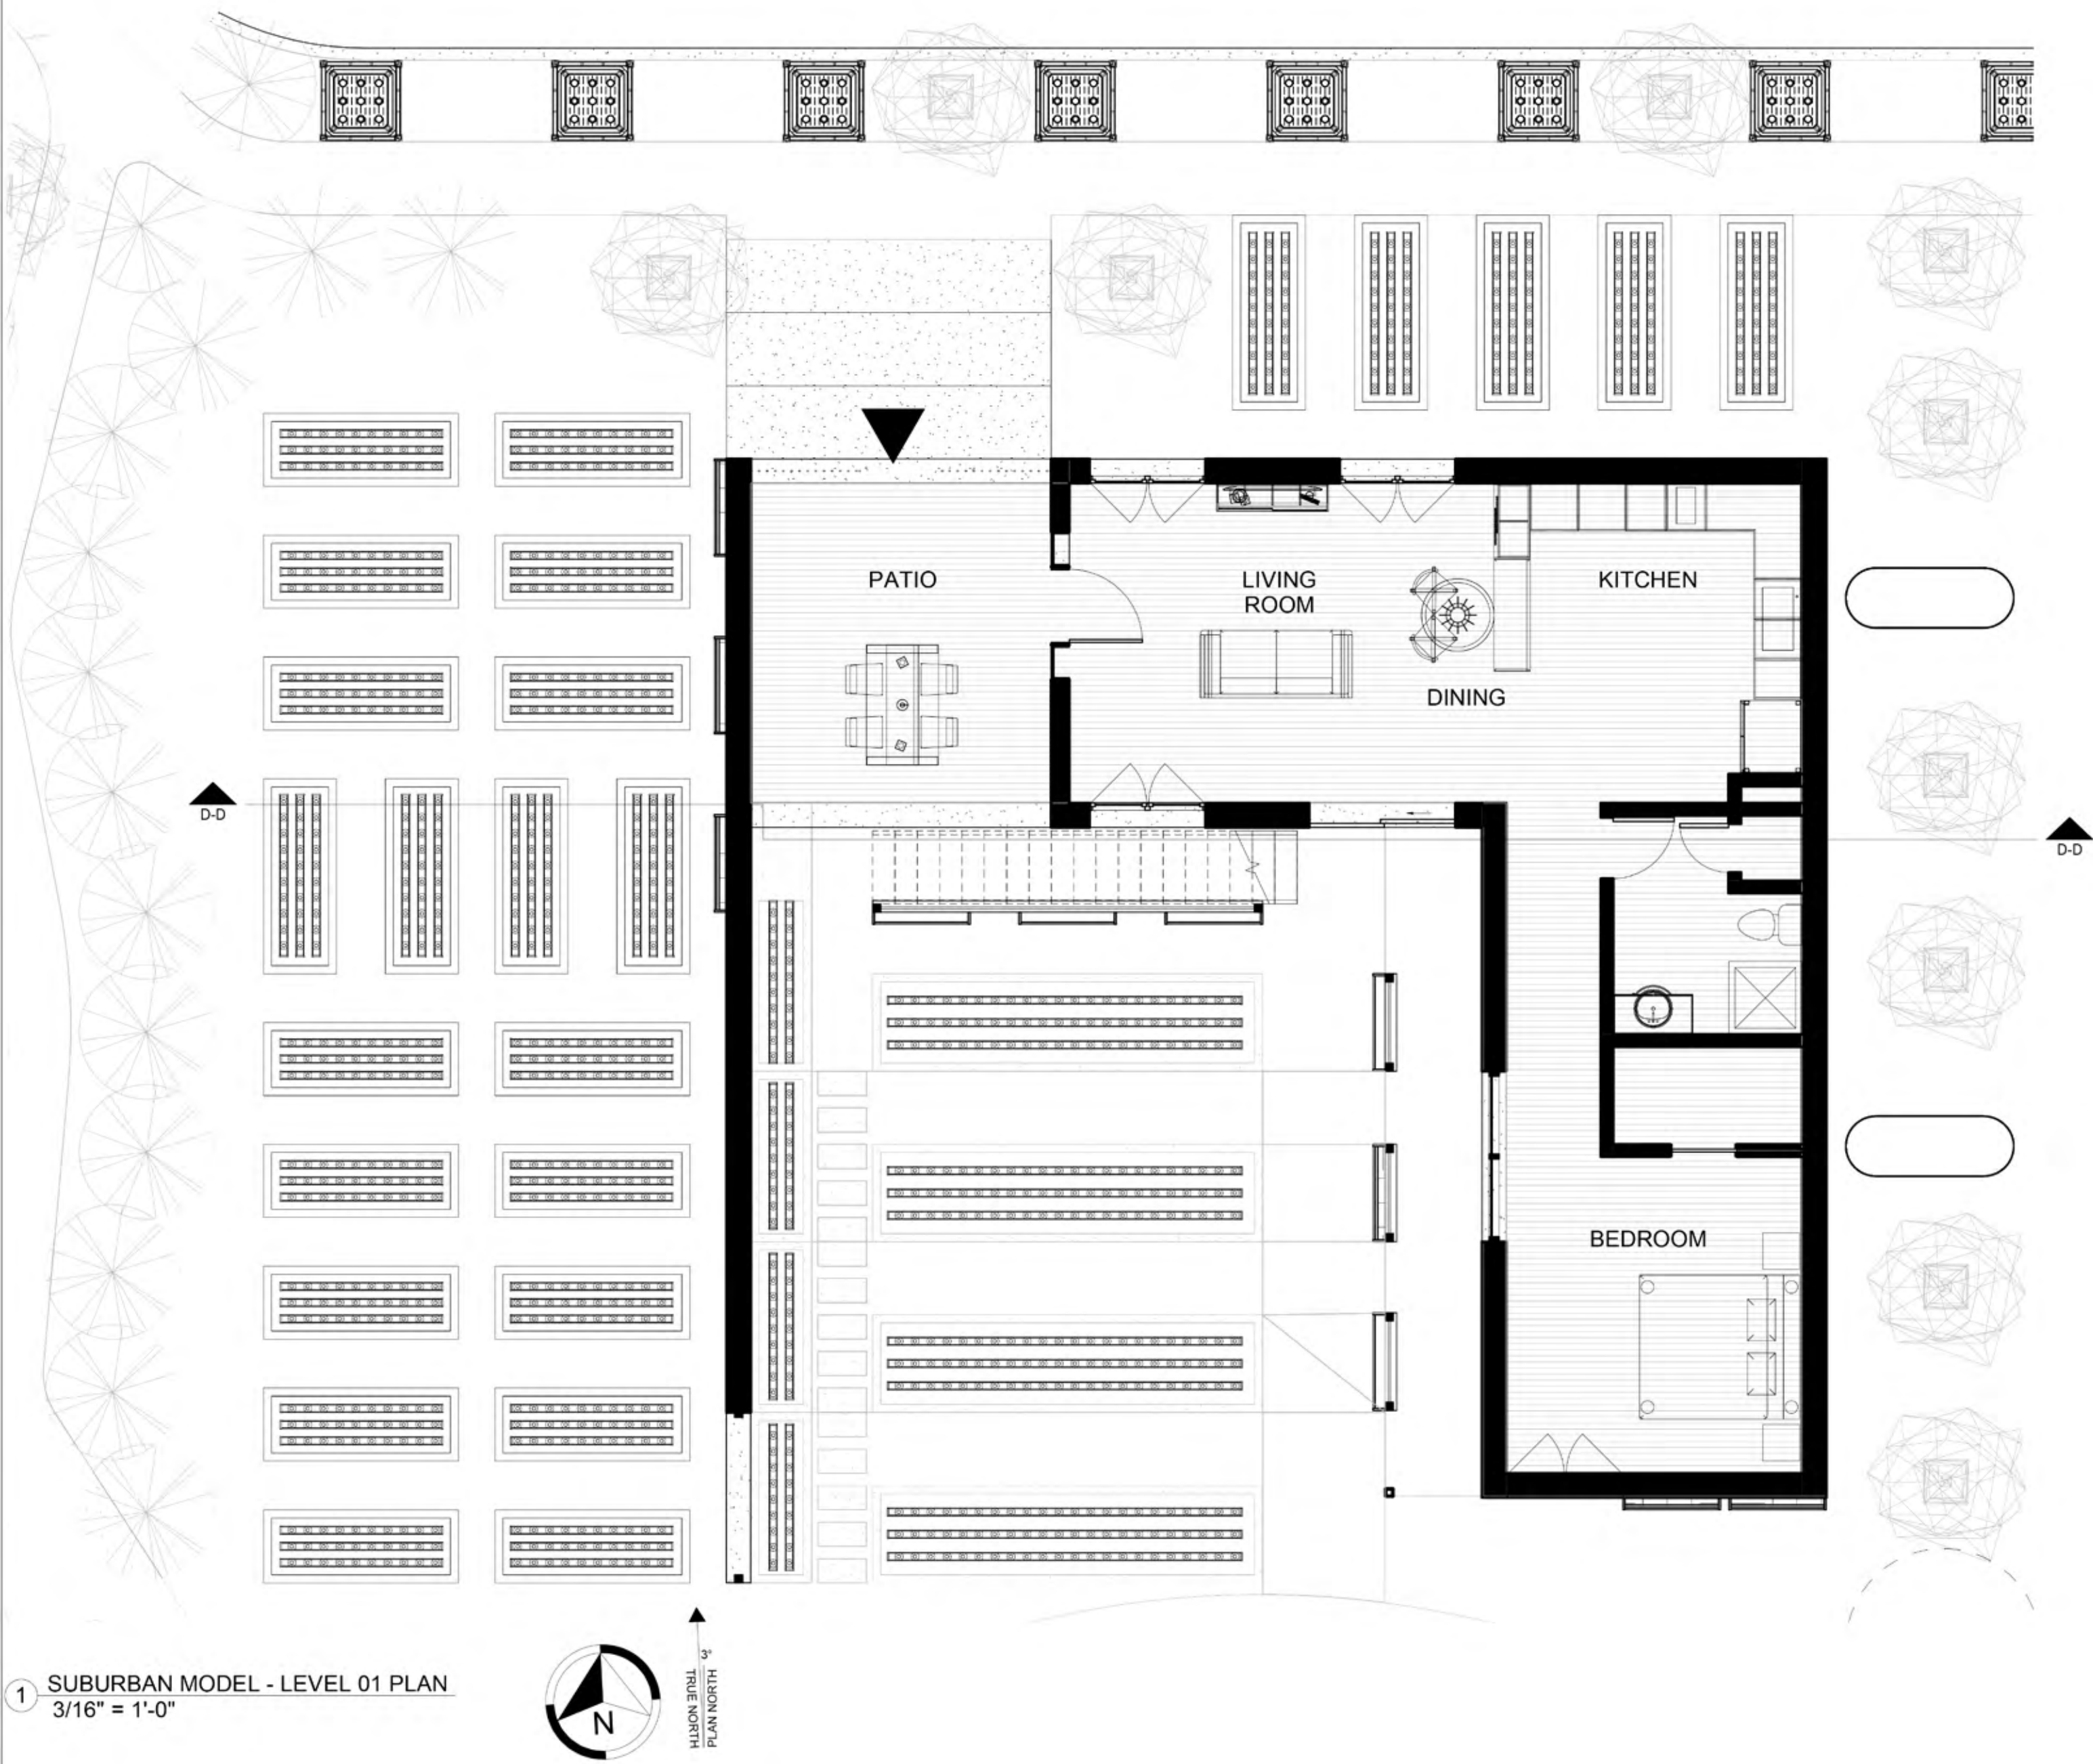 PATIO
LIVING
ROOM
KITCHEN
DINING
D-D
D-D
BEDROOM
1
SUBURBAN MODEL - LEVEL 01 PLAN
3/16" = 1'-0"
N
3°
TRUE NORTH
PLAN NORTH